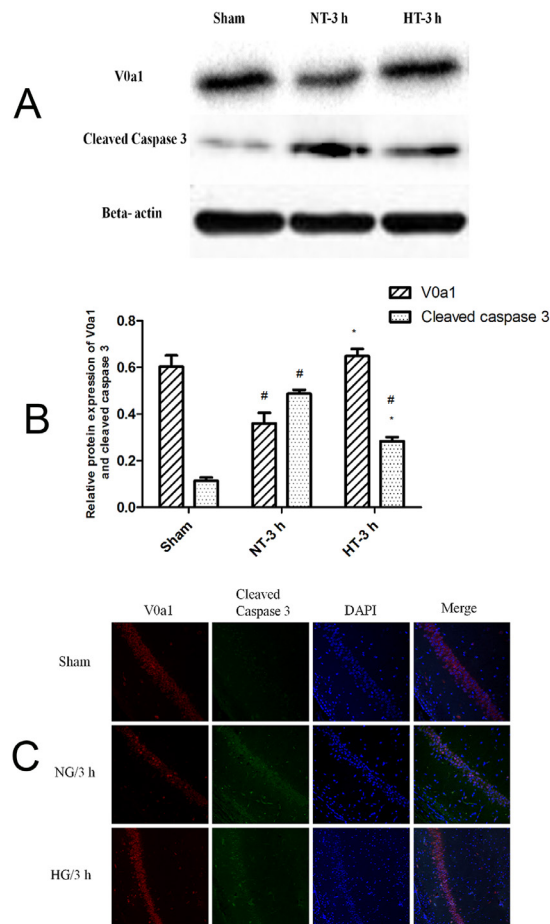 Sham NT-3 h HT-3 h
V0a1
A
Cleaved Caspase 3
Beta- actin
V0a1
Cleaved caspase 3
B
Relative protein expression of V0a1
and cleaved caspase 3
0.8
0.6
0.4
0.2
0.0
#
#
*
#
*
Sham
NT-3 h
HT-3 h
V0a1 Cleaved DAPI Merge
Caspase 3
Sham
C
NG/3 h
HG/3 h